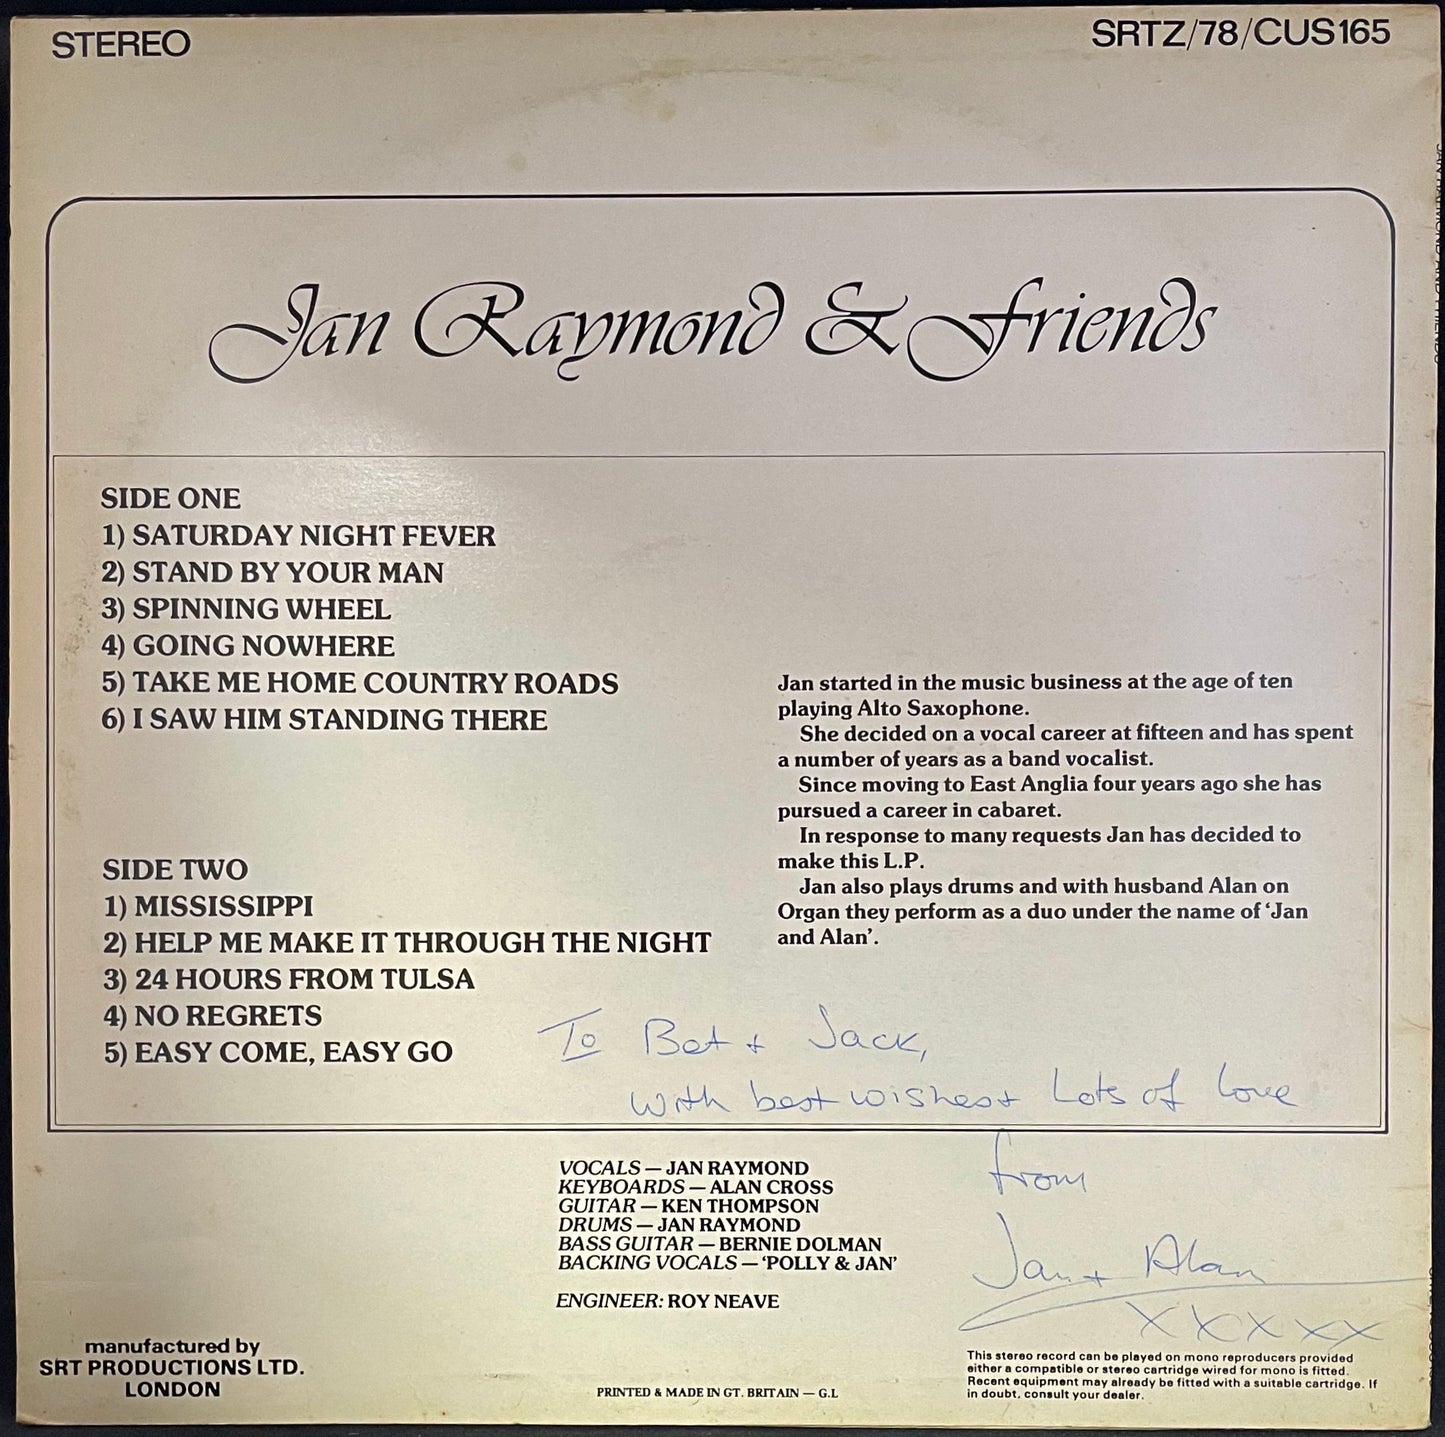 STEREO
SRTZ/78/CUS165
Jan Raymond & Friends
SIDE ONE
1) SATURDAY NIGHT FEVER
2) STAND BY YOUR MAN
3) SPINNING WHEEL
4) GOING NOWHERE
5) TAKE ME HOME COUNTRY ROADS
6) I SAW HIM STANDING THERE
SIDE TWO
1) MISSISSIPPI
2) HELP ME MAKE IT THROUGH THE NIGHT
3) 24 HOURS FROM TULSA
4) NO REGRETS
5) EASY COME, EASY GO
Jan started in the music business at the age of ten
playing Alto Saxophone.
She decided on a vocal career at fifteen and has spent
a number of years as a band vocalist.
Since moving to East Anglia four years ago she has
pursued a career in cabaret.
In response to many requests Jan has decided to
make this L.P.
Jan also plays drums and with husband Alan on
Organ they perform as a duo under the name of ‘Jan
and Alan’.
To Bet + Jack,
with best wishes + Lots of love
from
Jan + Alan
XXXXX
VOCALS — JAN RAYMOND
KEYBOARDS — ALAN CROSS
GUITAR — KEN THOMPSON
DRUMS — JAN RAYMOND
BASS GUITAR — BERNIE DOLMAN
BACKING VOCALS — ‘POLLY & JAN’
ENGINEER: ROY NEAVE
manufactured by
SRT PRODUCTIONS LTD.
LONDON
PRINTED & MADE IN GT. BRITAIN — G.L
This stereo record can be played on mono reproducers provided
either a compatible or stereo cartridge wired for mono is fitted.
Recent equipment may already be fitted with a suitable cartridge. If
in doubt, consult your dealer.